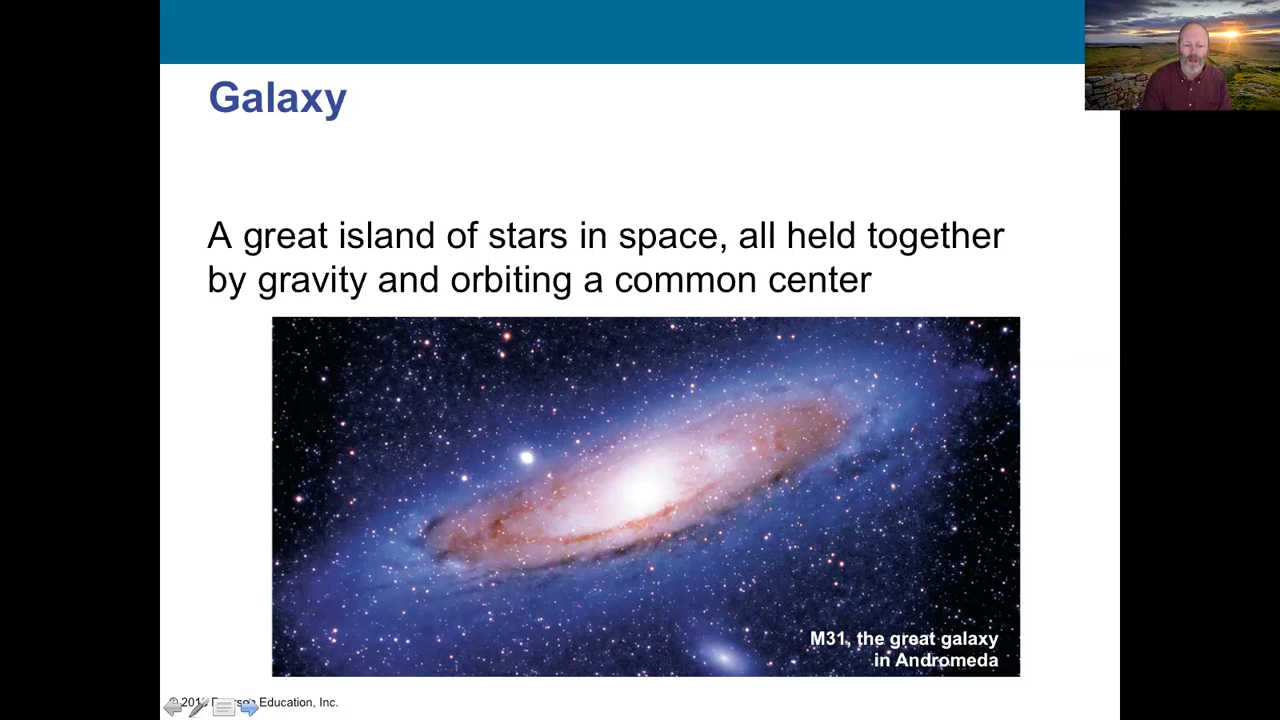 Galaxy
A great island of stars in space, all held together
by gravity and orbiting a common center
M31, the great galaxy
in Andromeda
Education, Inc.